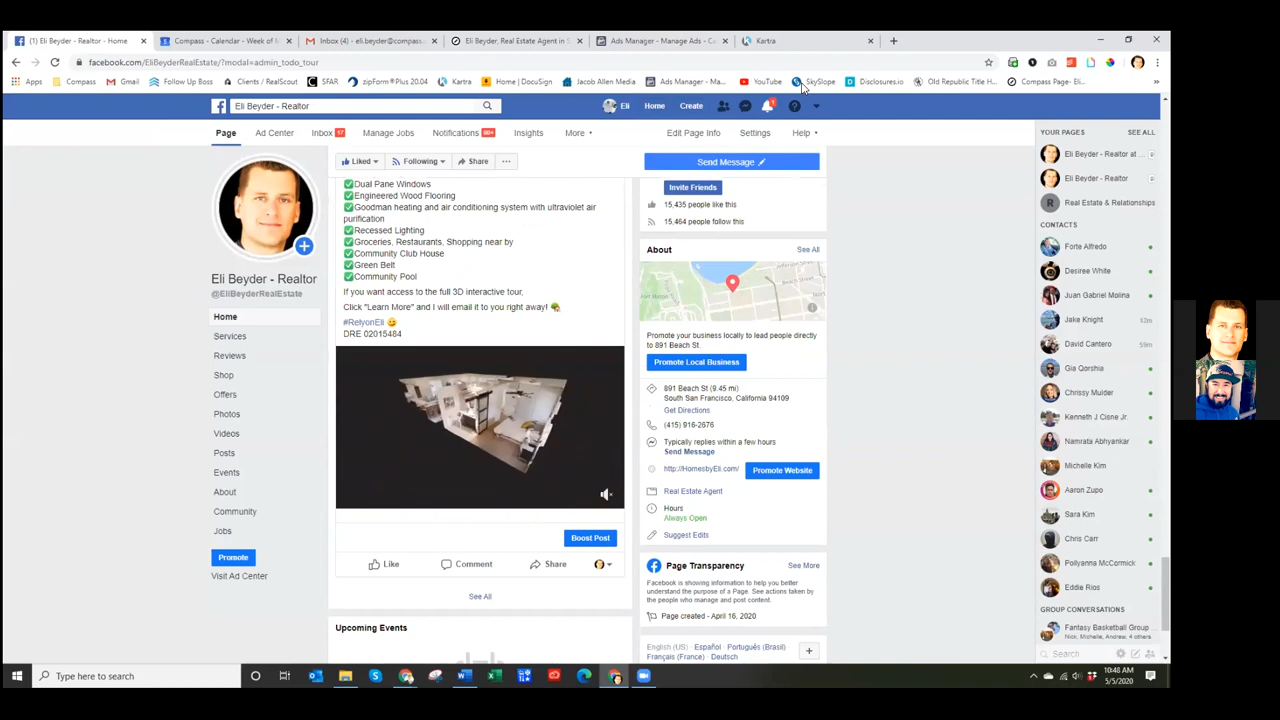 (1) Eli Beyder - Realtor - Home
Compass - Calendar - Week of M
Inbox (4) - eli.beyder@compass.
Eli Beyder, Real Estate Agent in S
Ads Manager - Manage Ads - C
Kartra
facebook.com/EliBeyderRealEstate/?modal=admin_todo_tour
Apps Compass Gmail Follow Up Boss Clients / RealScout SFAR zipForm®Plus 20.04 Kartra Home | DocuSign Jacob Allen Media Ads Manager - Ma... YouTube SkySlope Disclosures.io Old Republic Title H... Compass Page- Eli... »
Eli Beyder - Realtor
Eli Home Create 1
Page Ad Center Inbox 17 Manage Jobs Notifications 99+ Insights More Edit Page Info Settings Help
Liked Following Share ... Send Message
Eli Beyder - Realtor
@EliBeyderRealEstate
Home
Services
Reviews
Shop
Offers
Photos
Videos
Posts
Events
About
Community
Jobs
Promote
Visit Ad Center
✅Dual Pane Windows
✅Engineered Wood Flooring
✅Goodman heating and air conditioning system with ultraviolet air
purification
✅Recessed Lighting
✅Groceries, Restaurants, Shopping near by
✅Community Club House
✅Green Belt
✅Community Pool
If you want access to the full 3D interactive tour,
Click "Learn More" and I will email it to you right away!
#RelyonEli
DRE 02015484
Boost Post
Like Comment Share
See All
Upcoming Events
Invite Friends
15,435 people like this
15,464 people follow this
About See All
Promote your business locally to lead people directly
to 891 Beach St.
Promote Local Business
891 Beach St (9.45 mi)
South San Francisco, California 94109
Get Directions
(415) 916-2676
Typically replies within a few hours
Send Message
http://HomesbyEli.com/ Promote Website
Real Estate Agent
Hours
Always Open
Suggest Edits
Page Transparency See More
Facebook is showing information to help you better
understand the purpose of a Page. See actions taken by
the people who manage and post content.
Page created - April 16, 2020
English (US) · Español · Português (Brasil) ·
Français (France) · Deutsch
YOUR PAGES SEE ALL
Eli Beyder - Realtor at ...
Eli Beyder - Realtor
R Real Estate & Relationships
CONTACTS
Forte Alfredo
Desiree White
Juan Gabriel Molina
Jake Knight 52m
David Cantero 59m
Gia Qorshia
Chrissy Mulder
Kenneth J Cisne Jr.
Namrata Abhyankar
Michelle Kim
Aaron Zupo
Sara Kim
Chris Carr
Pollyanna McCormick
Eddie Rios
GROUP CONVERSATIONS
Fantasy Basketball Group ...
Nick, Michelle, Andrew, 4 others
Search
Type here to search
10:48 AM
5/5/2020